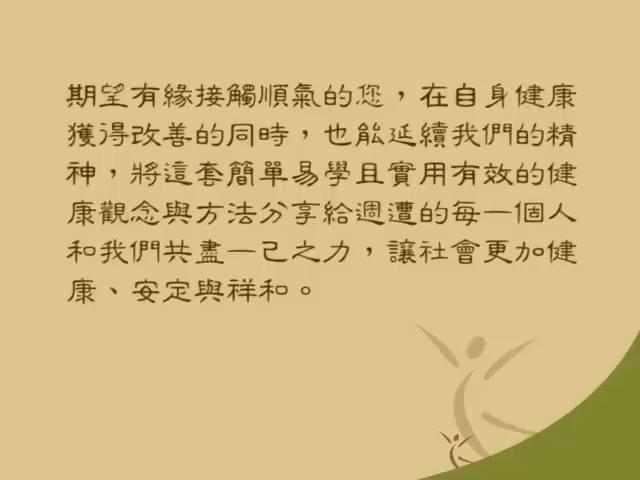 期望有緣接觸順氣的您，在自身健康
獲得改善的同時，也能延續我們的精
神，將這套簡單易學且實用有效的健
康觀念與方法分享給週遭的每一個人
和我們共盡一己之力，讓社會更加健
康、安定與祥和。